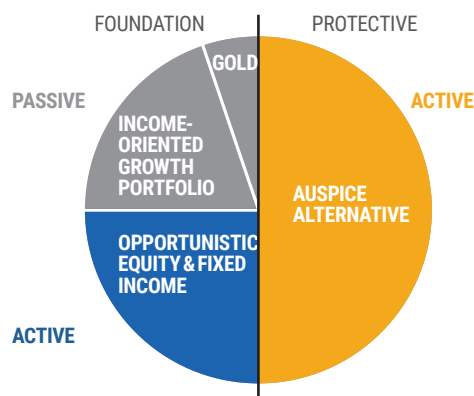 FOUNDATION
PROTECTIVE
GOLD
PASSIVE
ACTIVE
INCOME-
ORIENTED
GROWTH
PORTFOLIO
AUSPICE
ALTERNATIVE
OPPORTUNISTIC
EQUITY & FIXED
INCOME
ACTIVE